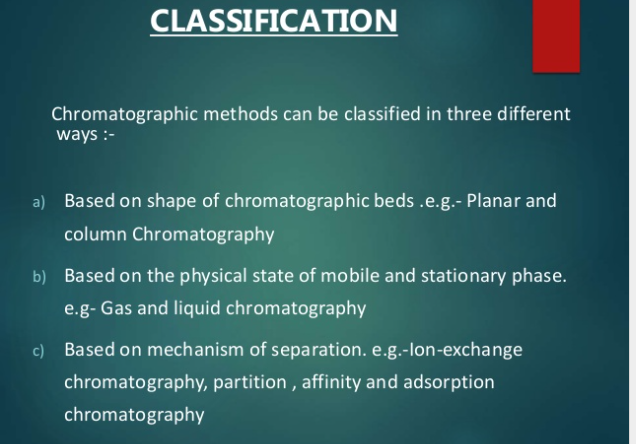 CLASSIFICATION
Chromatographic methods can be classified in three different
ways :-
a) Based on shape of chromatographic beds .e.g.- Planar and
column Chromatography
b) Based on the physical state of mobile and stationary phase.
e.g- Gas and liquid chromatography
c) Based on mechanism of separation. e.g.-Ion-exchange
chromatography, partition , affinity and adsorption
chromatography